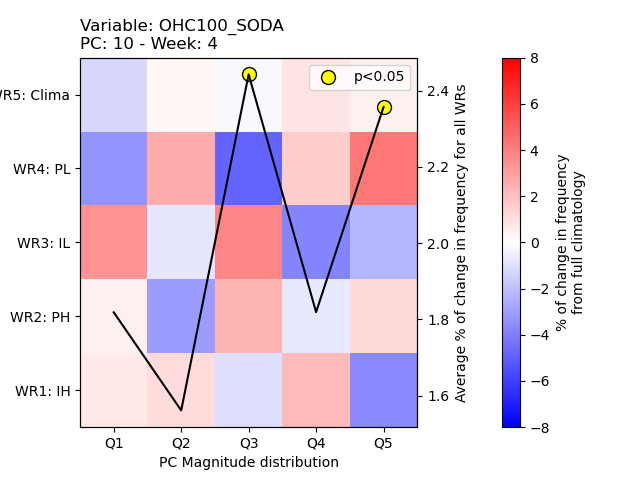 Variable: OHC100_SODA
PC: 10 - Week: 4
p<0.05
WR5: Clima
WR4: PL
WR3: IL
WR2: PH
WR1: IH
Q1 Q2 Q3 Q4 Q5
PC Magnitude distribution
2.4
2.2
2.0
1.8
1.6
Average % of change in frequency for all WRs
8
6
4
2
0
−2
−4
−6
−8
% of change in frequency
from full climatology